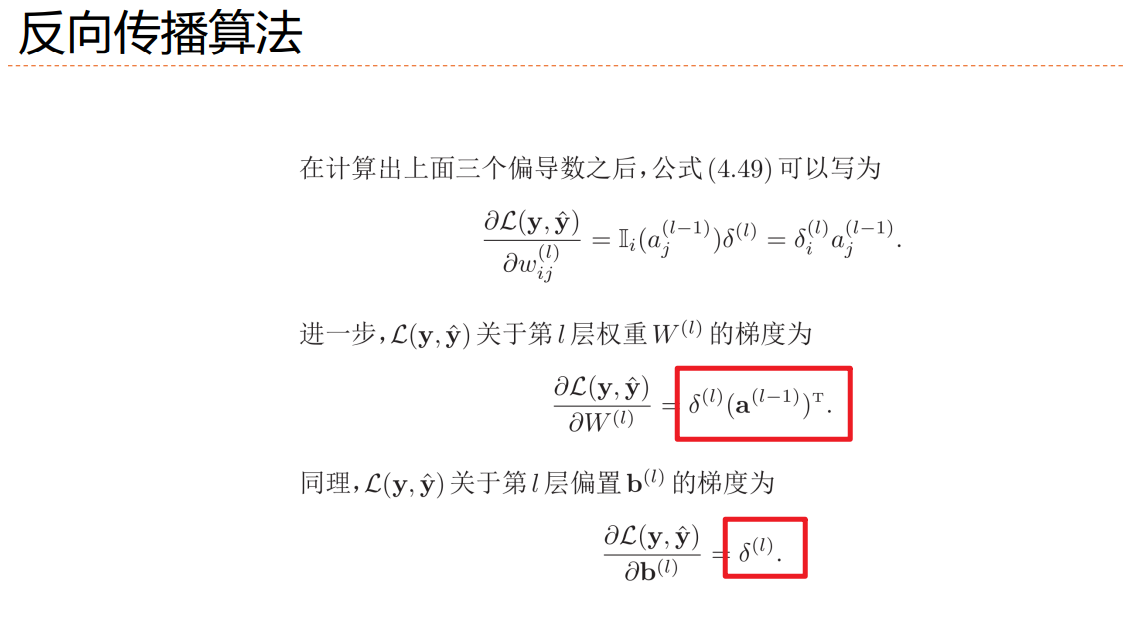 反向传播算法
在计算出上面三个偏导数之后,公式(4.49)可以写为
$\frac{\partial \mathcal{L}(\mathbf{y}, \hat{\mathbf{y}})}{\partial w_{ij}^{(l)}} = \mathbb{I}_i(a_j^{(l-1)})\delta^{(l)} = \delta_i^{(l)} a_j^{(l-1)}.$
进一步,$\mathcal{L}(\mathbf{y}, \hat{\mathbf{y}})$关于第$l$层权重$W^{(l)}$的梯度为
$\frac{\partial \mathcal{L}(\mathbf{y}, \hat{\mathbf{y}})}{\partial W^{(l)}} = \delta^{(l)}(\mathbf{a}^{(l-1)})^{\mathrm{T}}.$
同理,$\mathcal{L}(\mathbf{y}, \hat{\mathbf{y}})$关于第$l$层偏置$\mathbf{b}^{(l)}$的梯度为
$\frac{\partial \mathcal{L}(\mathbf{y}, \hat{\mathbf{y}})}{\partial \mathbf{b}^{(l)}} = \delta^{(l)}.$